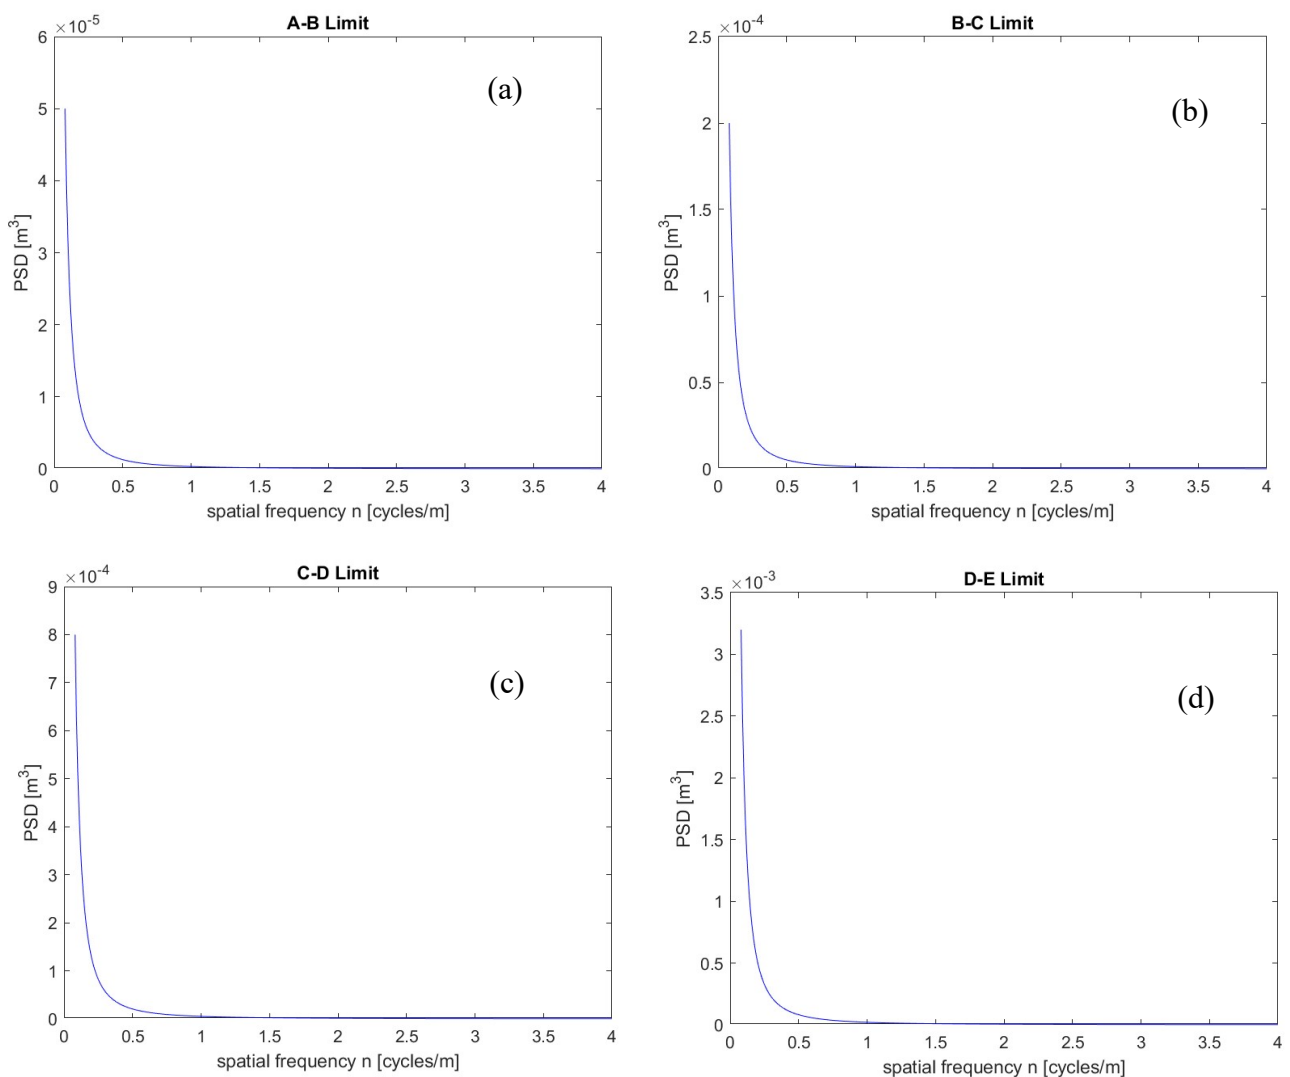 A-B Limit
×10⁻⁵
6
5
4
3
2
1
0
PSD [m³]
0 0.5 1 1.5 2 2.5 3 3.5 4
spatial frequency n [cycles/m]
(a)
B-C Limit
×10⁻⁴
2.5
2
1.5
1
0.5
0
PSD [m³]
0 0.5 1 1.5 2 2.5 3 3.5 4
spatial frequency n [cycles/m]
(b)
C-D Limit
×10⁻⁴
9
8
7
6
5
4
3
2
1
0
PSD [m³]
0 0.5 1 1.5 2 2.5 3 3.5 4
spatial frequency n [cycles/m]
(c)
D-E Limit
×10⁻³
3.5
3
2.5
2
1.5
1
0.5
0
PSD [m³]
0 0.5 1 1.5 2 2.5 3 3.5 4
spatial frequency n [cycles/m]
(d)